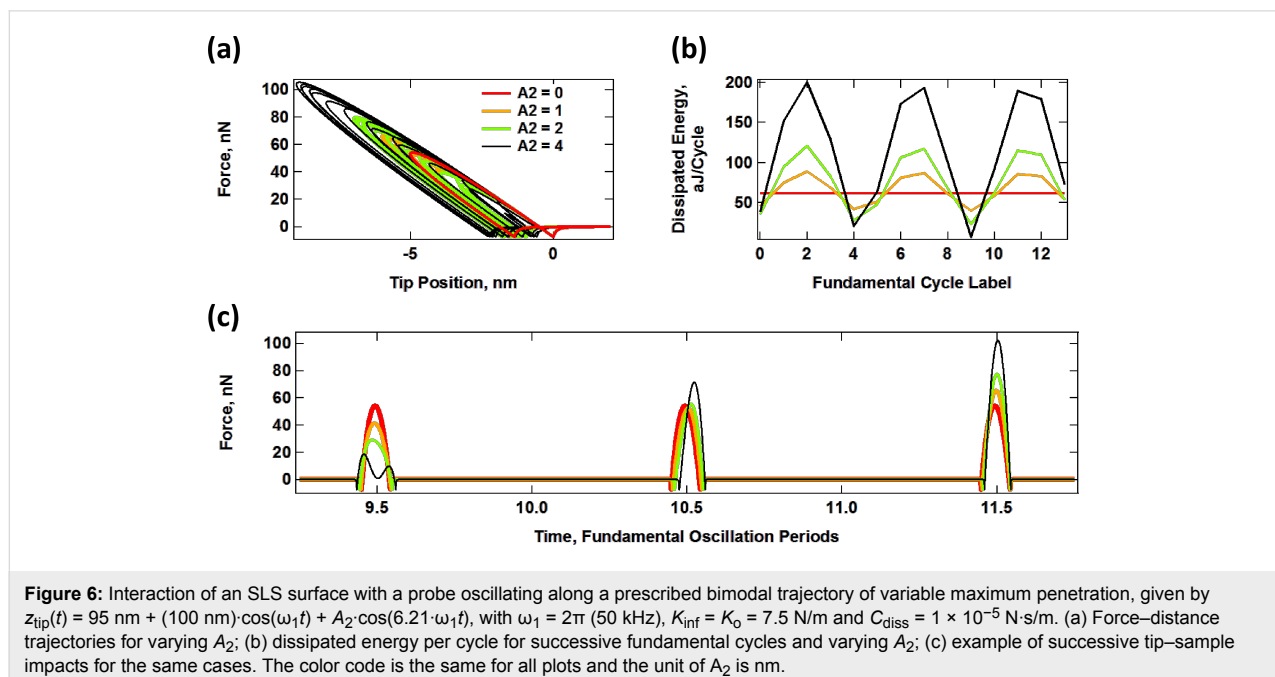 (a)
Force, nN
100
80
60
40
20
0
-5
0
Tip Position, nm
A2 = 0
A2 = 1
A2 = 2
A2 = 4
(b)
Dissipated Energy,
aJ/Cycle
200
150
100
50
0
2
4
6
8
10
12
Fundamental Cycle Label
(c)
Force, nN
100
80
60
40
20
0
9.5
10.0
10.5
11.0
11.5
Time, Fundamental Oscillation Periods
Figure 6: Interaction of an SLS surface with a probe oscillating along a prescribed bimodal trajectory of variable maximum penetration, given by
z_tip(t) = 95 nm + (100 nm)·cos(ω₁t) + A₂·cos(6.21·ω₁t), with ω₁ = 2π (50 kHz), K_inf = K_o = 7.5 N/m and C_diss = 1 × 10⁻⁵ N·s/m. (a) Force–distance
trajectories for varying A₂; (b) dissipated energy per cycle for successive fundamental cycles and varying A₂; (c) example of successive tip–sample
impacts for the same cases. The color code is the same for all plots and the unit of A₂ is nm.